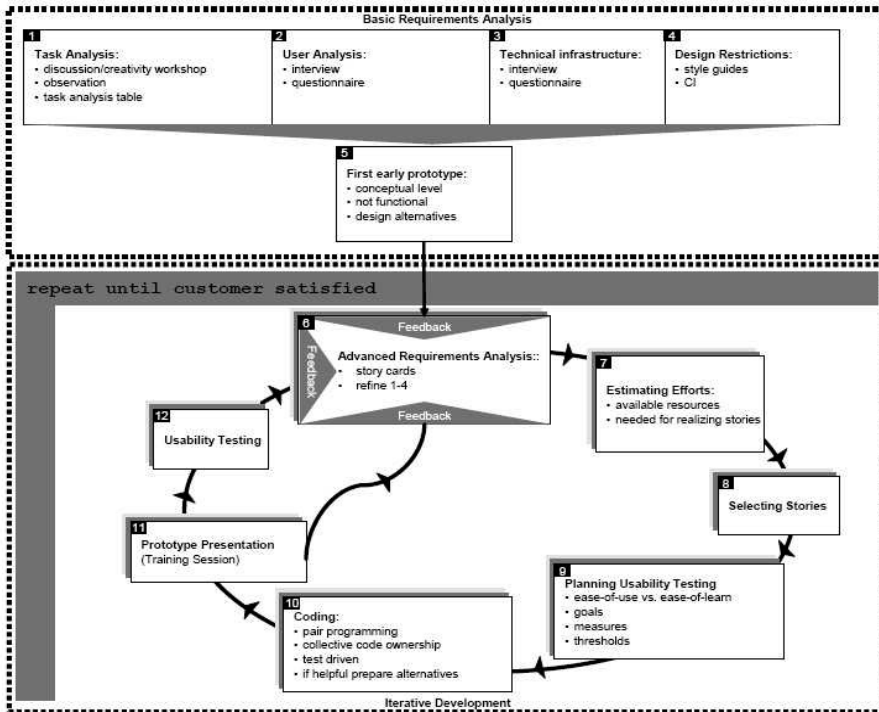 Basic Requirements Analysis
1
Task Analysis:
• discussion/creativity workshop
• observation
• task analysis table
2
User Analysis:
• interview
• questionnaire
3
Technical infrastructure:
• interview
• questionnaire
4
Design Restrictions:
• style guides
• CI
5
First early prototype:
• conceptual level
• not functional
• design alternatives
repeat until customer satisfied
6
Feedback
Feedback
Advanced Requirements Analysis::
• story cards
• refine 1-4
Feedback
7
Estimating Efforts:
• available resources
• needed for realizing stories
8
Selecting Stories
9
Planning Usability Testing
• ease-of-use vs. ease-of-learn
• goals
• measures
• thresholds
10
Coding:
• pair programming
• collective code ownership
• test driven
• if helpful prepare alternatives
11
Prototype Presentation
(Training Session)
12
Usability Testing
Iterative Development